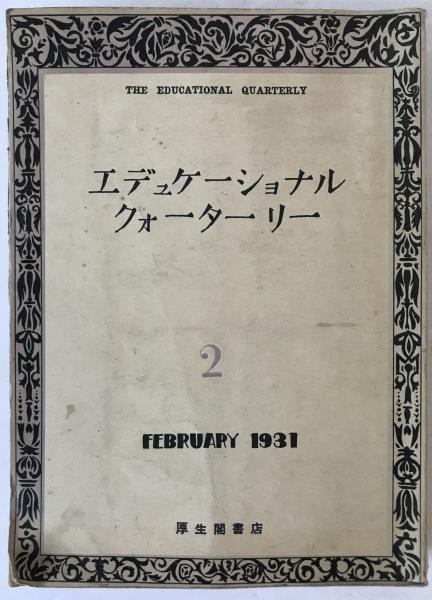 THE EDUCATIONAL QUARTERLY
エデュケーショナル
クォーターリー
2
FEBRUARY 1931
厚生閣書店